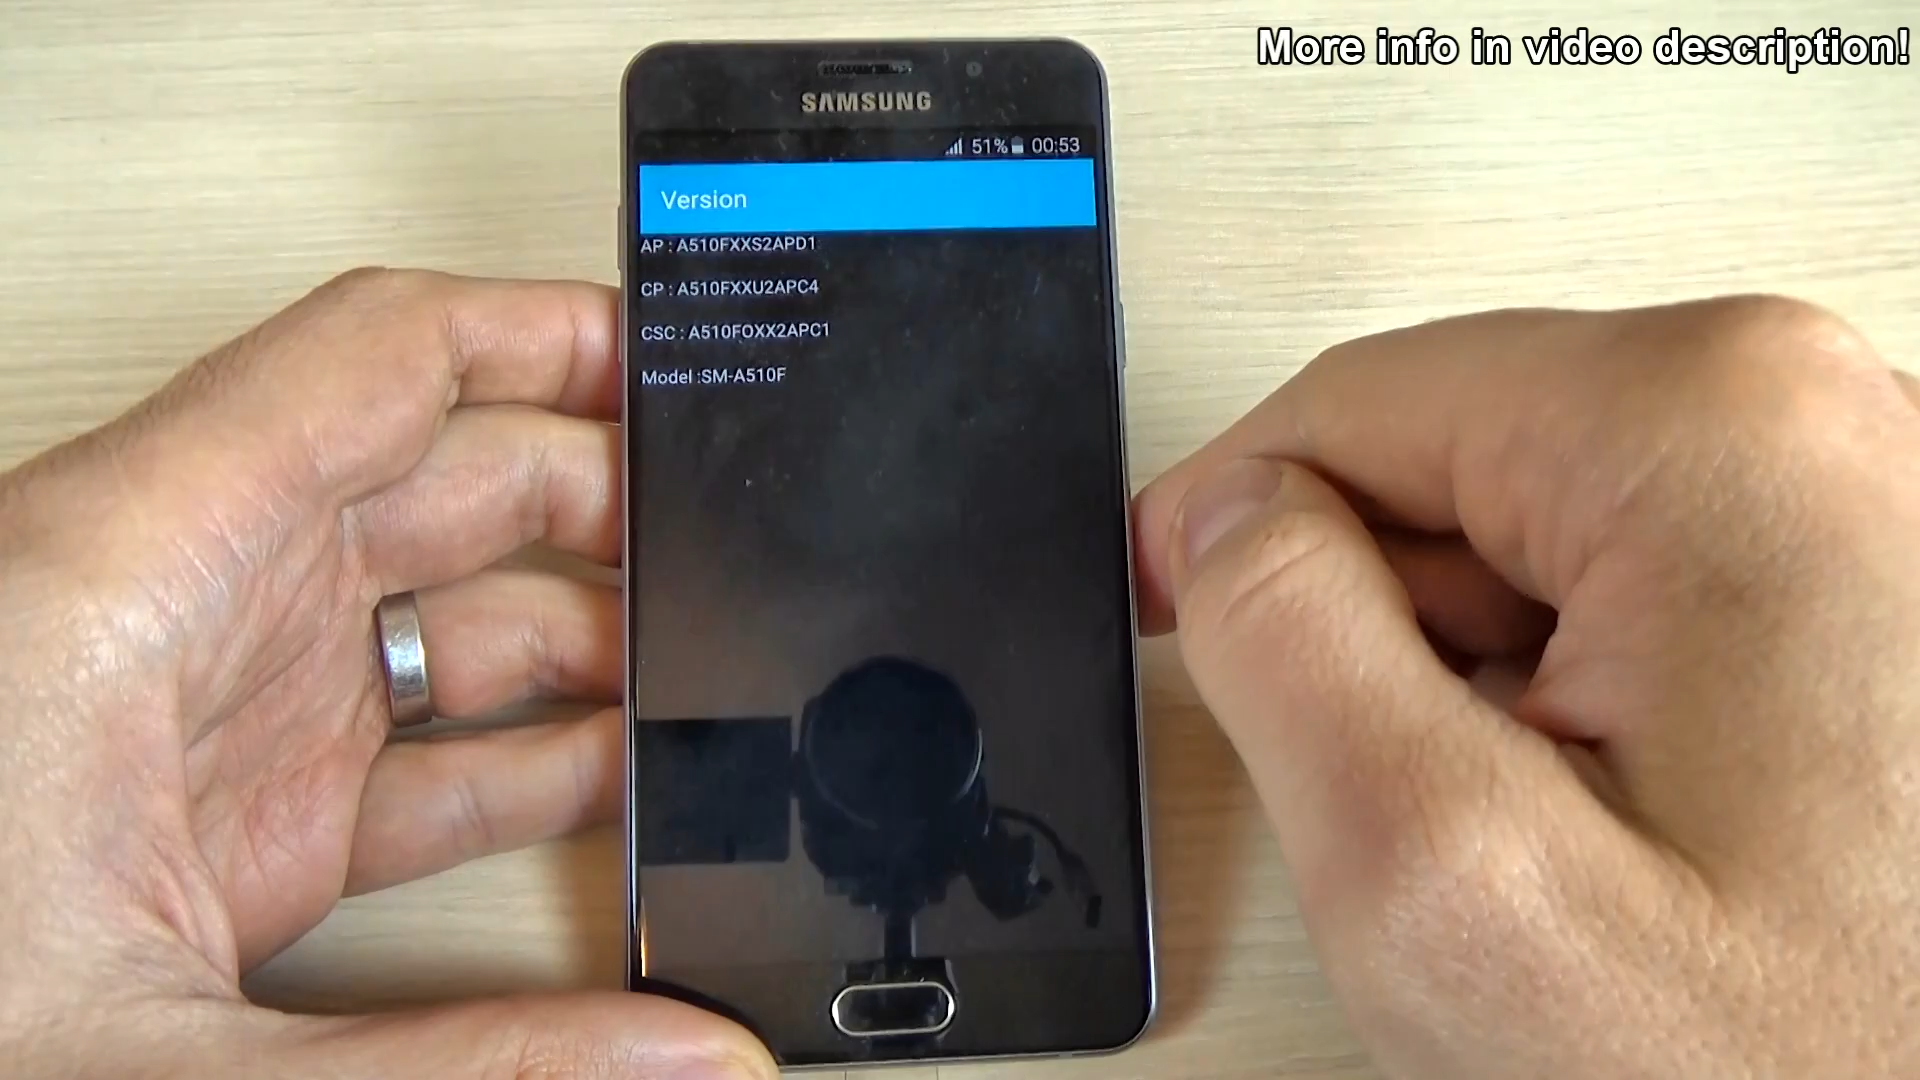 More info in video description!
SAMSUNG
51% 00:53
Version
AP : A510FXXS2APD1
CP : A510FXXU2APC4
CSC : A510FOXX2APC1
Model :SM-A510F